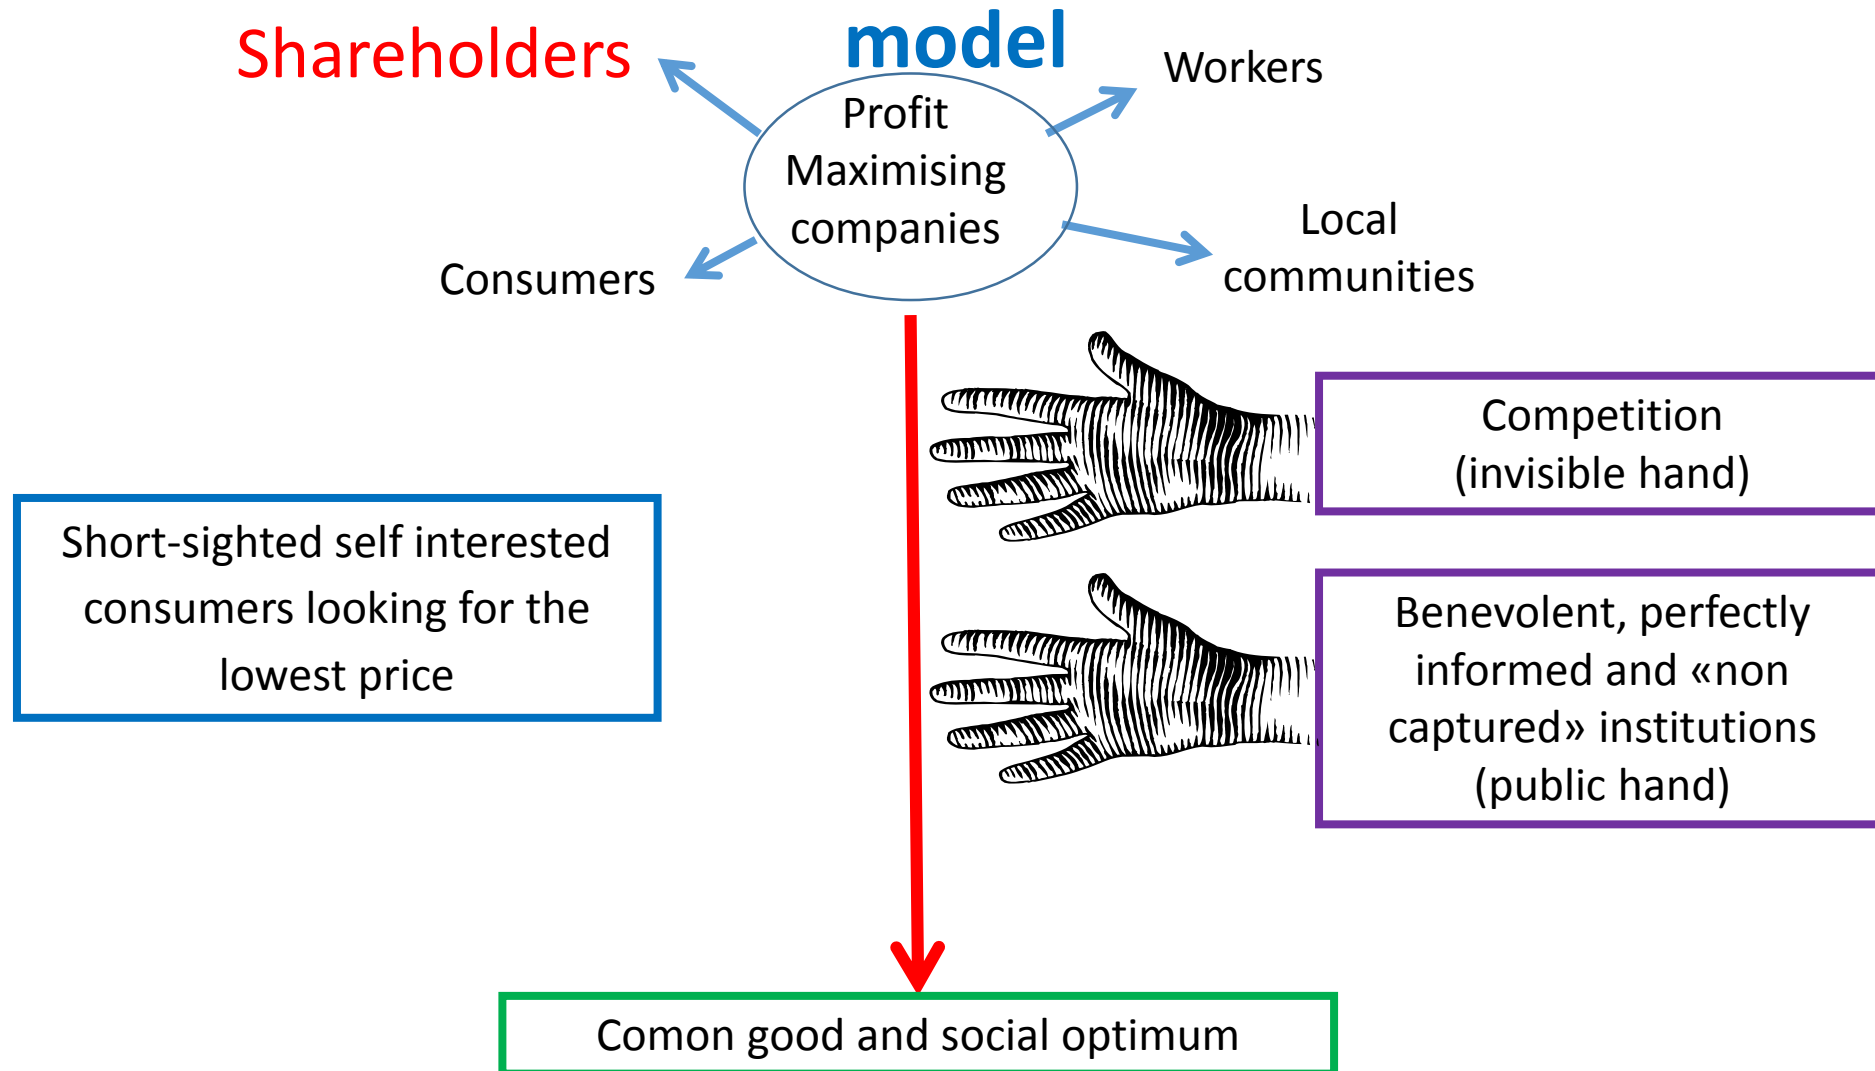 model
Shareholders
Workers
Profit
Maximising
companies
Local
communities
Consumers
Competition
(invisible hand)
Short-sighted self interested
consumers looking for the
lowest price
Benevolent, perfectly
informed and «non
captured» institutions
(public hand)
Comon good and social optimum